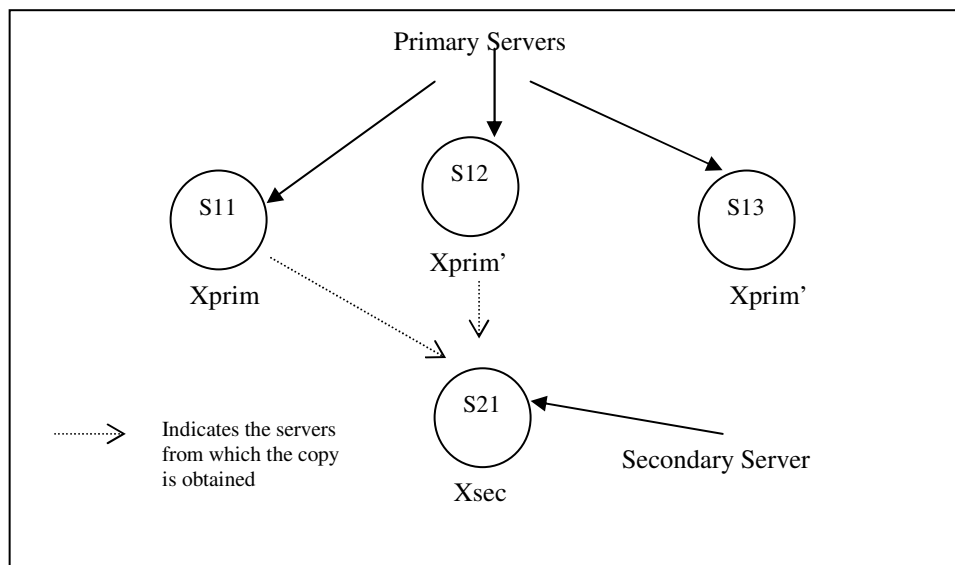 Primary Servers
S11
S12
S13
Xprim
Xprim’
Xprim’
S21
Xsec
Secondary Server
Indicates the servers
from which the copy
is obtained